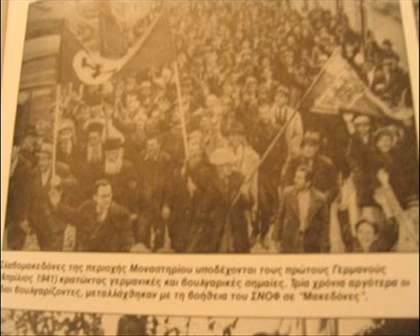 Σλαβομακεδόνες της περιοχής Μοναστηρίου υποδέχονται τους πρώτους Γερμανούς
(Απρίλιος 1941) κρατώντας γερμανικές και βουλγαρικές σημαίες. Τρία χρόνια αργότερα οι
ίδιοι βουλγαρίζοντες, μεταλλάχθηκαν με τη βοήθεια του ΣΝΟΦ σε "Μακεδόνες".